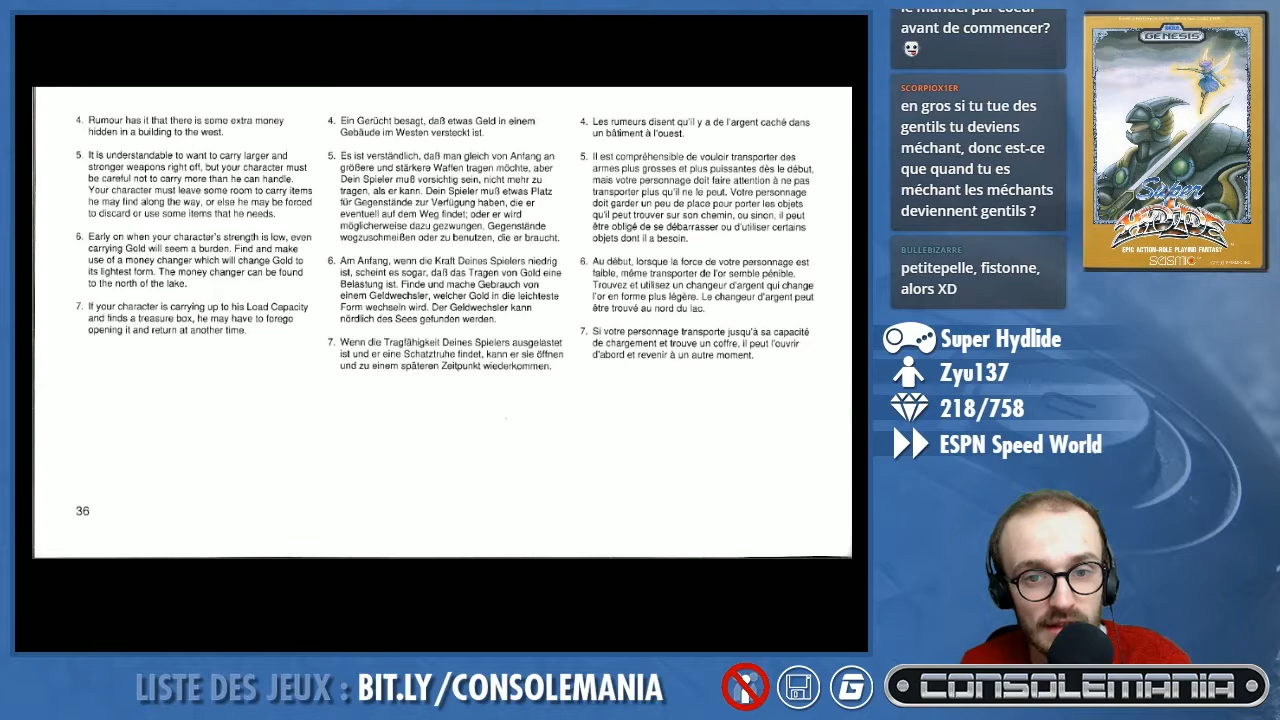 4. Rumour has it that there is some extra money
hidden in a building to the west.
5 It is understandable to want to carry larger and
stronger weapons right off, but your character must
be careful not to carry more than he can handle.
Your character must leave some room to carry items
he may find along the way, or else he may be forced
to discard or use some items that he needs.
6. Early on when your character's strength is low, even
carrying Gold will seem a burden. Find and make
use of a money changer which will change Gold to
its lightest form. The money changer can be found
to the north of the lake.
7. If your character is carrying up to his Load Capacity
and finds a treasure box, he may have to forego
opening it and return at another time.
36
4. Ein Gerücht besagt, daß etwas Geld in einem
Gebäude im Westen versteckt ist.
5. Es ist verständlich, daß man gleich von Anfang an
größere und stärkere Waffen tragen möchte, aber
Dein Spieler muß vorsichtig sein, nicht mehr zu
tragen, als er kann. Dein Spieler muß etwas Platz
für Gegenstände zur Verfügung haben, die er
eventuell auf dem Weg findet; oder er wird
möglicherweise dazu gezwungen, Gegenstände
wegzuschmeißen oder zu benutzen, die er braucht.
6. Am Anfang, wenn die Kraft Deines Spielers niedrig
ist, scheint es sogar, daß das Tragen von Gold eine
Belastung ist. Finde und mache Gebrauch von
einem Geldwechsler, welcher Gold in die leichteste
Form wechseln wird. Der Geldwechsler kann
nördlich des Sees gefunden werden.
7. Wenn die Tragfähigkeit Deines Spielers ausgelastet
ist und er eine Schatztruhe findet, kann er sie öffnen
und zu einem späteren Zeitpunkt wiederkommen.
4. Les rumeurs disent qu'il y a de l'argent caché dans
un bâtiment à l'ouest.
5. Il est compréhensible de vouloir transporter des
armes plus grosses et plus puissantes dès le début,
mais votre personnage doit faire attention à ne pas
transporter plus qu'il ne le peut. Votre personnage
doit garder un peu de place pour porter les objets
qu'il peut trouver sur son chemin, ou sinon, il peut
être obligé de se débarrasser ou d'utiliser certains
objets dont il a besoin.
6. Au début, lorsque la force de votre personnage est
faible, même transporter de l'or semble pénible.
Trouvez et utilisez un changeur d'argent qui change
l'or en forme plus légère. Le changeur d'argent peut
être trouvé au nord du lac.
7. Si votre personnage transporte jusqu'à sa capacité
de chargement et trouve un coffre, il peut l'ouvrir
d'abord et revenir à un autre moment.
le manuel par coeur
avant de commencer?
SCORPIOX1ER
en gros si tu tue des
gentils tu deviens
méchant, donc est-ce
que quand tu es
méchant les méchants
deviennent gentils ?
BULLEBIZARRE
petitepelle, fistonne,
alors XD
SEGA
GENESIS
Super
HYDLIDE
EPIC ACTION-ROLE PLAYING FANTASY
SEISMIC
Super Hydlide
Zyu137
218/758
ESPN Speed World
LISTE DES JEUX : BIT.LY/CONSOLEMANIA
G
CONSOLEMANIA